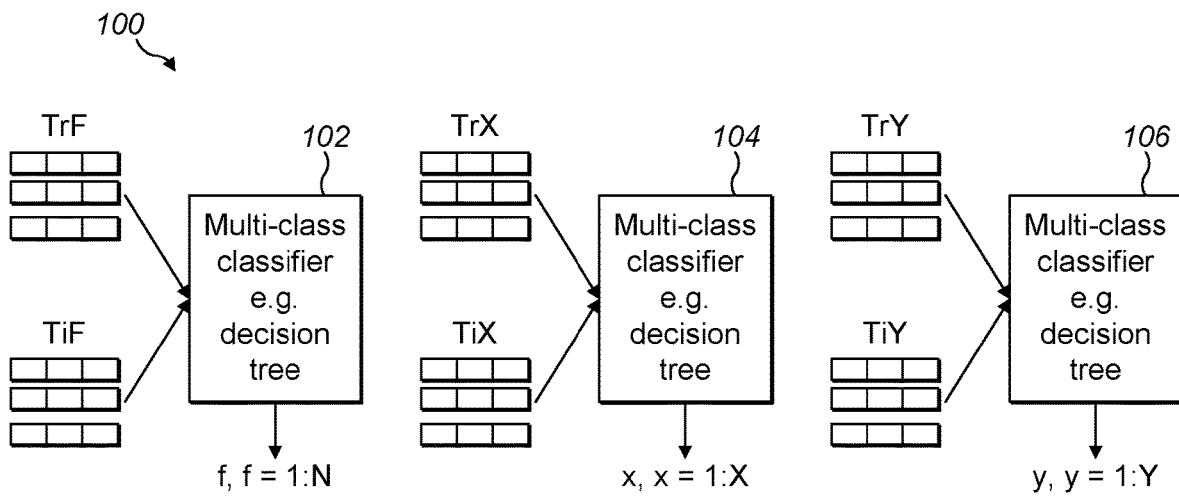 100
TrF
102
TrX
104
TrY
106
Multi-class
classifier
e.g.
decision
tree
Multi-class
classifier
e.g.
decision
tree
Multi-class
classifier
e.g.
decision
tree
TiF
TiX
TiY
f, f = 1:N
x, x = 1:X
y, y = 1:Y